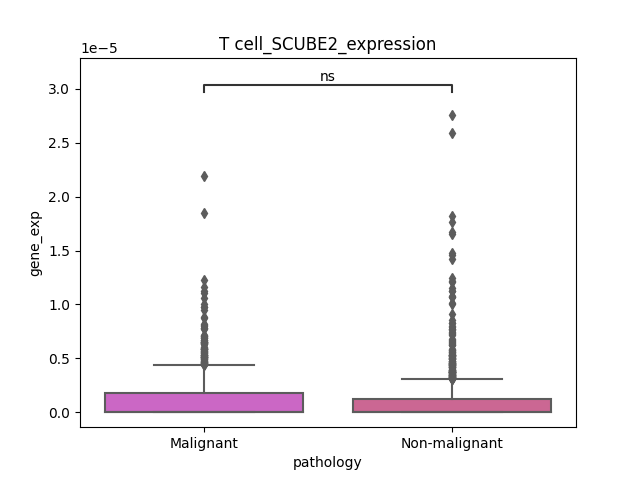 T cell_SCUBE2_expression
1e−5
ns
3.0
2.5
2.0
1.5
1.0
0.5
0.0
gene_exp
Malignant
Non-malignant
pathology